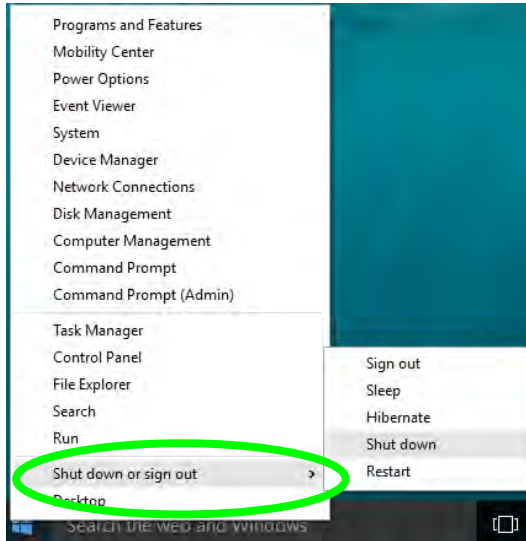 Programs and Features
Mobility Center
Power Options
Event Viewer
System
Device Manager
Network Connections
Disk Management
Computer Management
Command Prompt
Command Prompt (Admin)
Task Manager
Control Panel
File Explorer
Search
Run
Shut down or sign out
Desktop
Sign out
Sleep
Hibernate
Shut down
Restart
Search the web and Windows